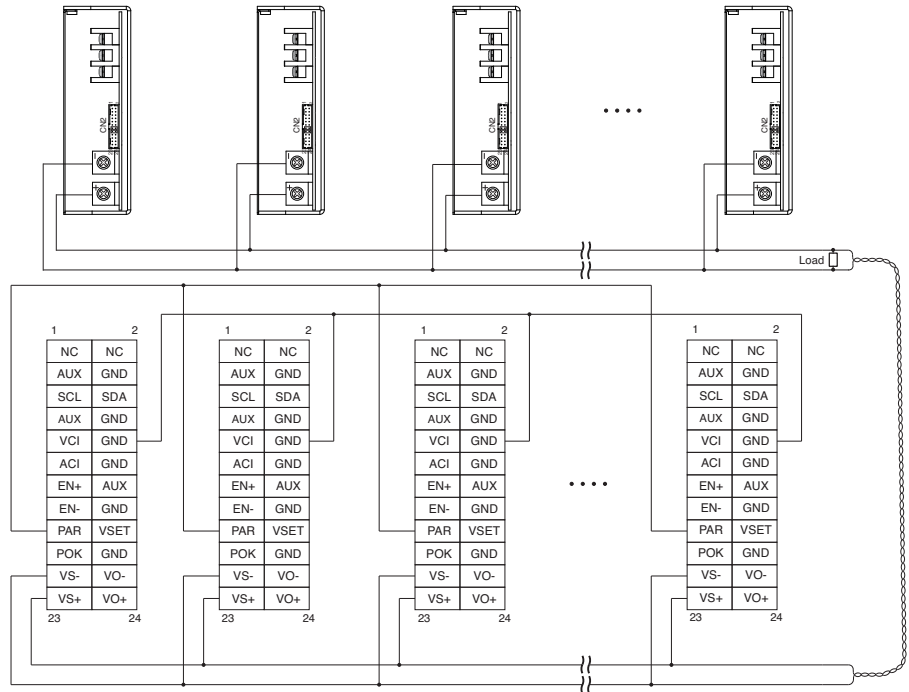 CN2 CN2 CN2 CN2
- - - -
+ + + +
Load
1 2 1 2 1 2 1 2
NC NC NC NC NC NC NC NC
AUX GND AUX GND AUX GND AUX GND
SCL SDA SCL SDA SCL SDA SCL SDA
AUX GND AUX GND AUX GND AUX GND
VCI GND VCI GND VCI GND VCI GND
ACI GND ACI GND ACI GND ACI GND
EN+ AUX EN+ AUX EN+ AUX EN+ AUX
EN- GND EN- GND EN- GND EN- GND
PAR VSET PAR VSET PAR VSET PAR VSET
POK GND POK GND POK GND POK GND
VS- VO- VS- VO- VS- VO- VS- VO-
VS+ VO+ VS+ VO+ VS+ VO+ VS+ VO+
23 24 23 24 23 24 23 24